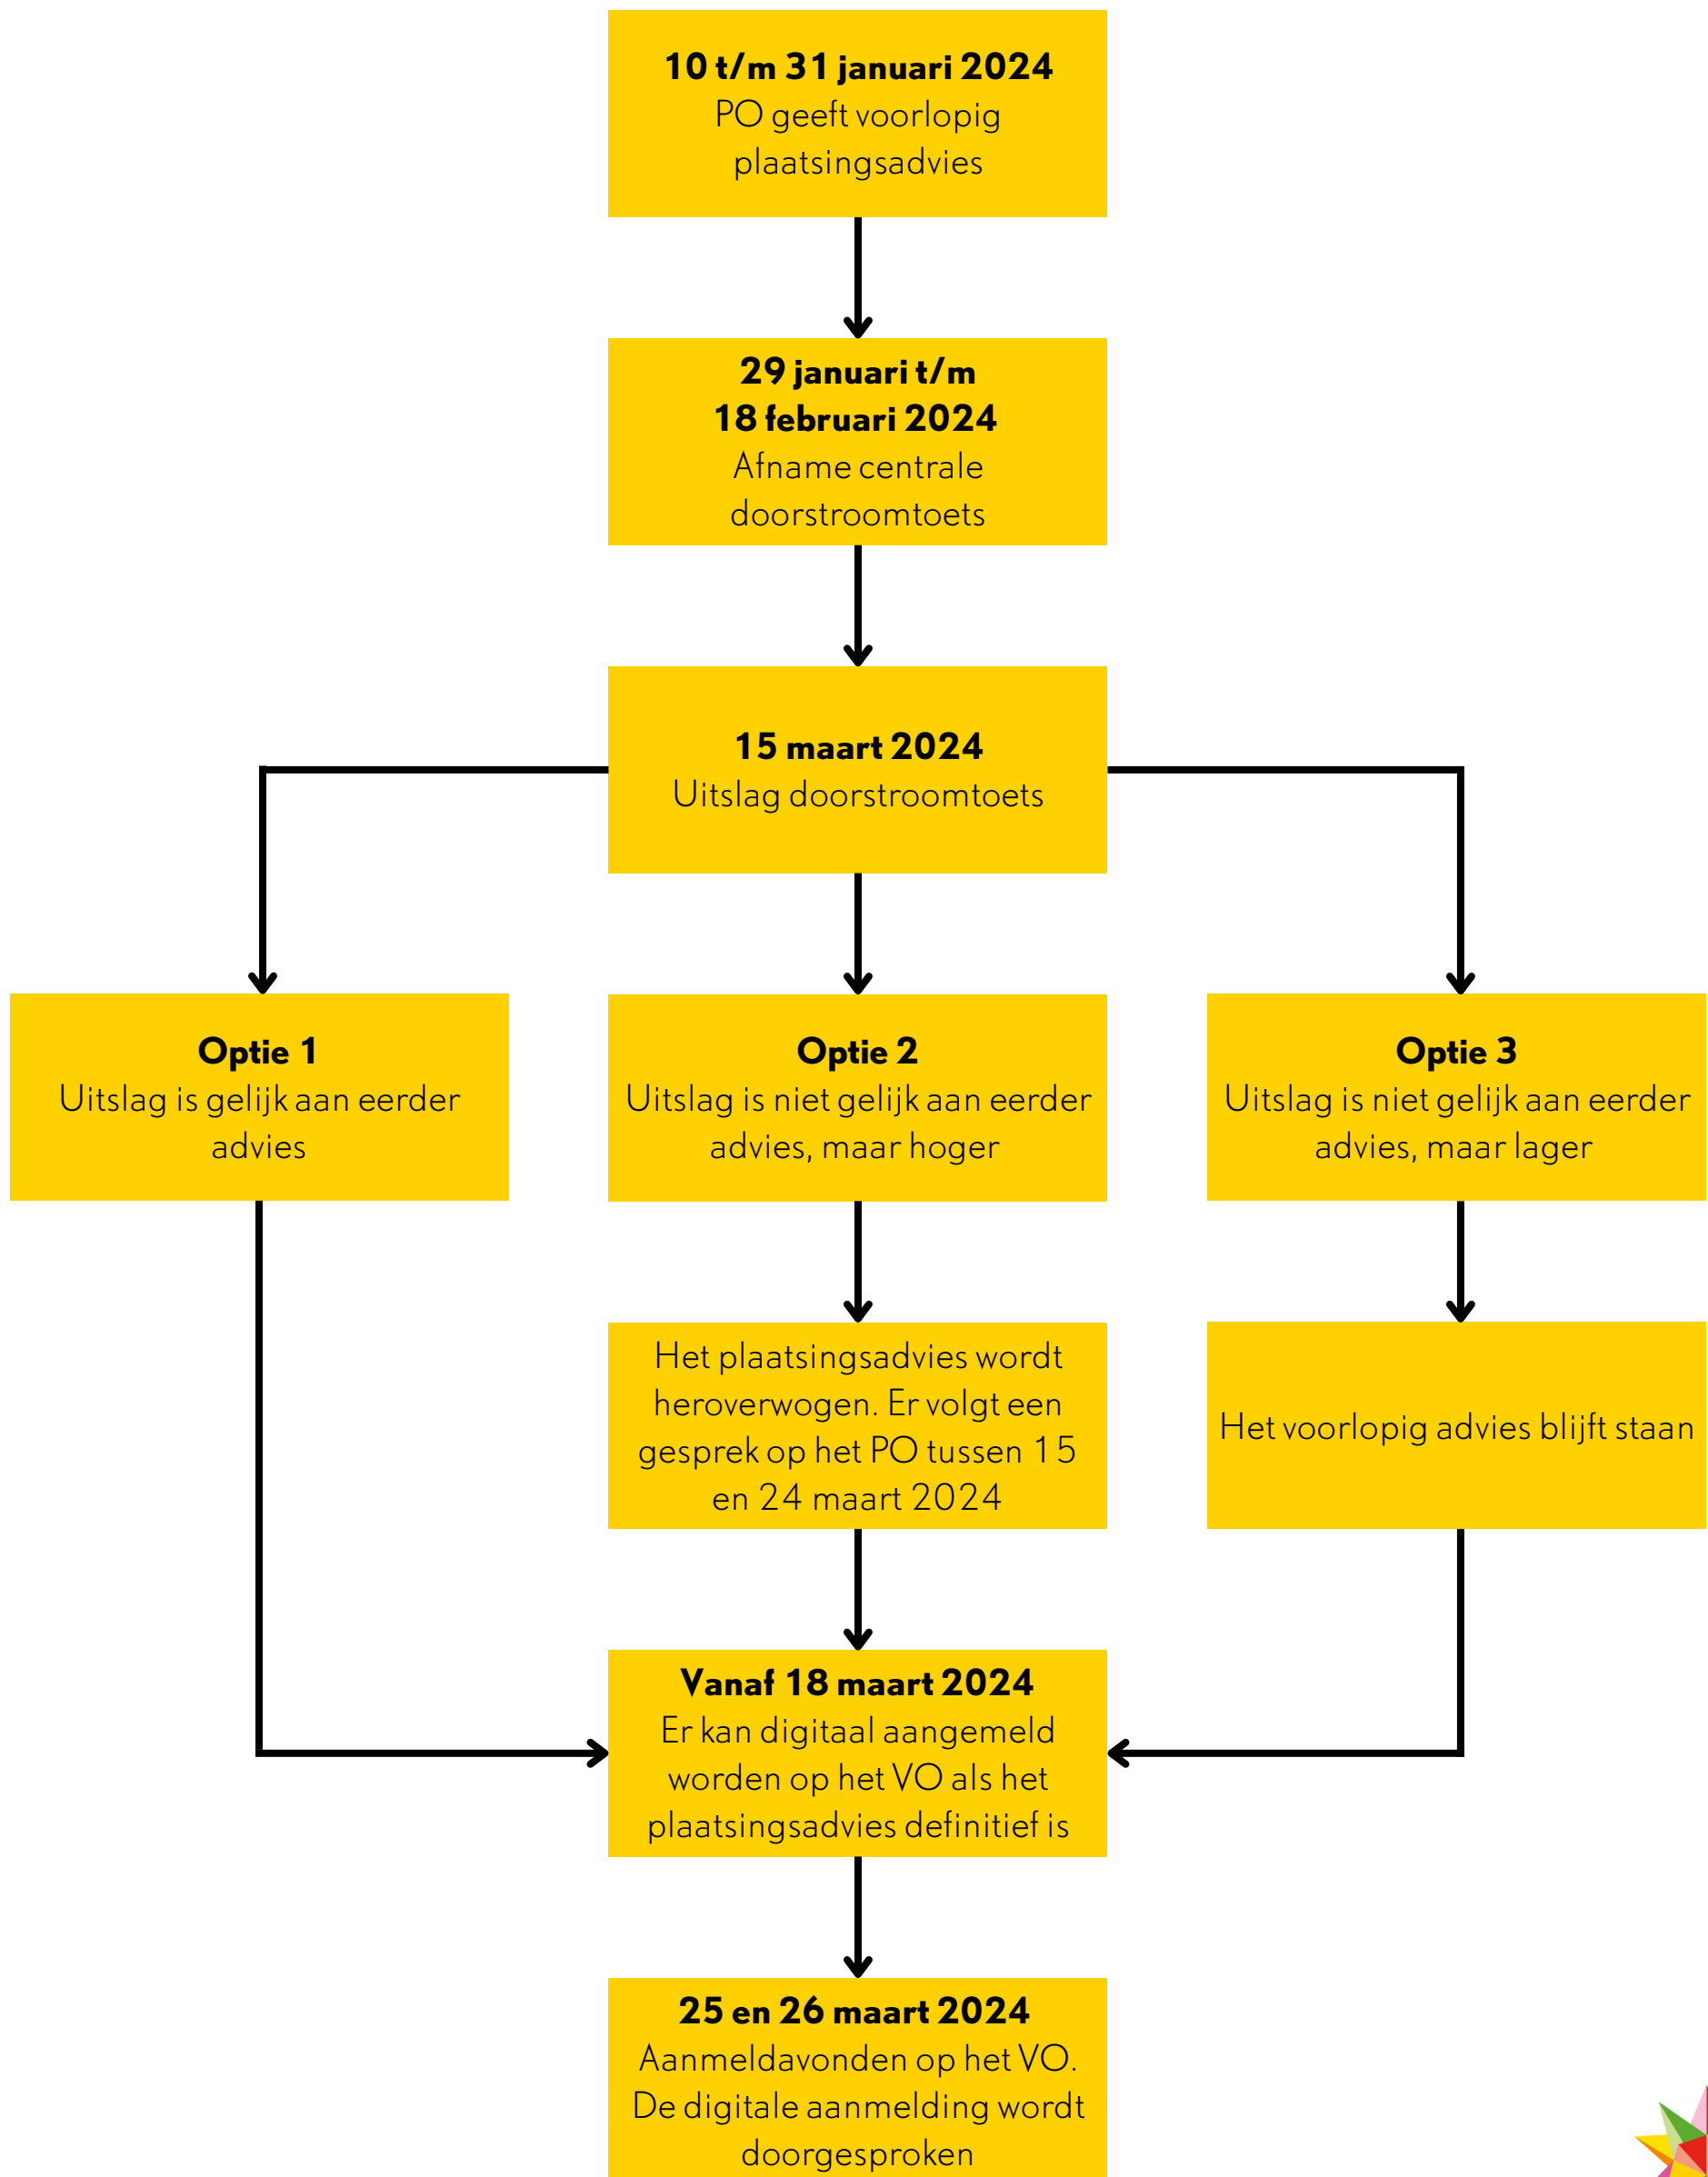 10 t/m 31 januari 2024
PO geeft voorlopig
plaatsingsadvies
29 januari t/m
18 februari 2024
Afname centrale
doorstroomtoets
15 maart 2024
Uitslag doorstroomtoets
Optie 1
Uitslag is gelijk aan eerder
advies
Optie 2
Uitslag is niet gelijk aan eerder
advies, maar hoger
Optie 3
Uitslag is niet gelijk aan eerder
advies, maar lager
Het plaatsingsadvies wordt
heroverwogen. Er volgt een
gesprek op het PO tussen 15
en 24 maart 2024
Het voorlopig advies blijft staan
Vanaf 18 maart 2024
Er kan digitaal aangemeld
worden op het VO als het
plaatsingsadvies definitief is
25 en 26 maart 2024
Aanmeldavonden op het VO.
De digitale aanmelding wordt
doorgesproken